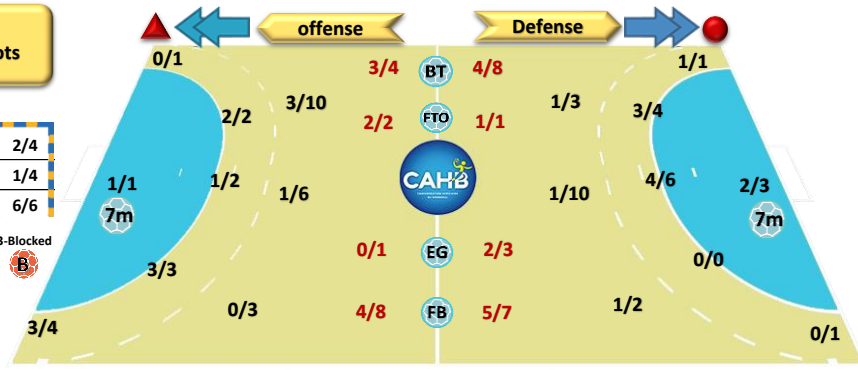 ots
offense
Defense
0/1
3/4
BT
4/8
1/1
2/2
3/10
2/2
FTO
1/1
1/3
3/4
2/4
1/4
6/6
1/1
7m
1/2
1/6
CAHB
1/10
4/6
2/3
7m
3-Blocked
B
3/3
0/1
EG
2/3
0/0
3/4
0/3
4/8
FB
5/7
1/2
0/1